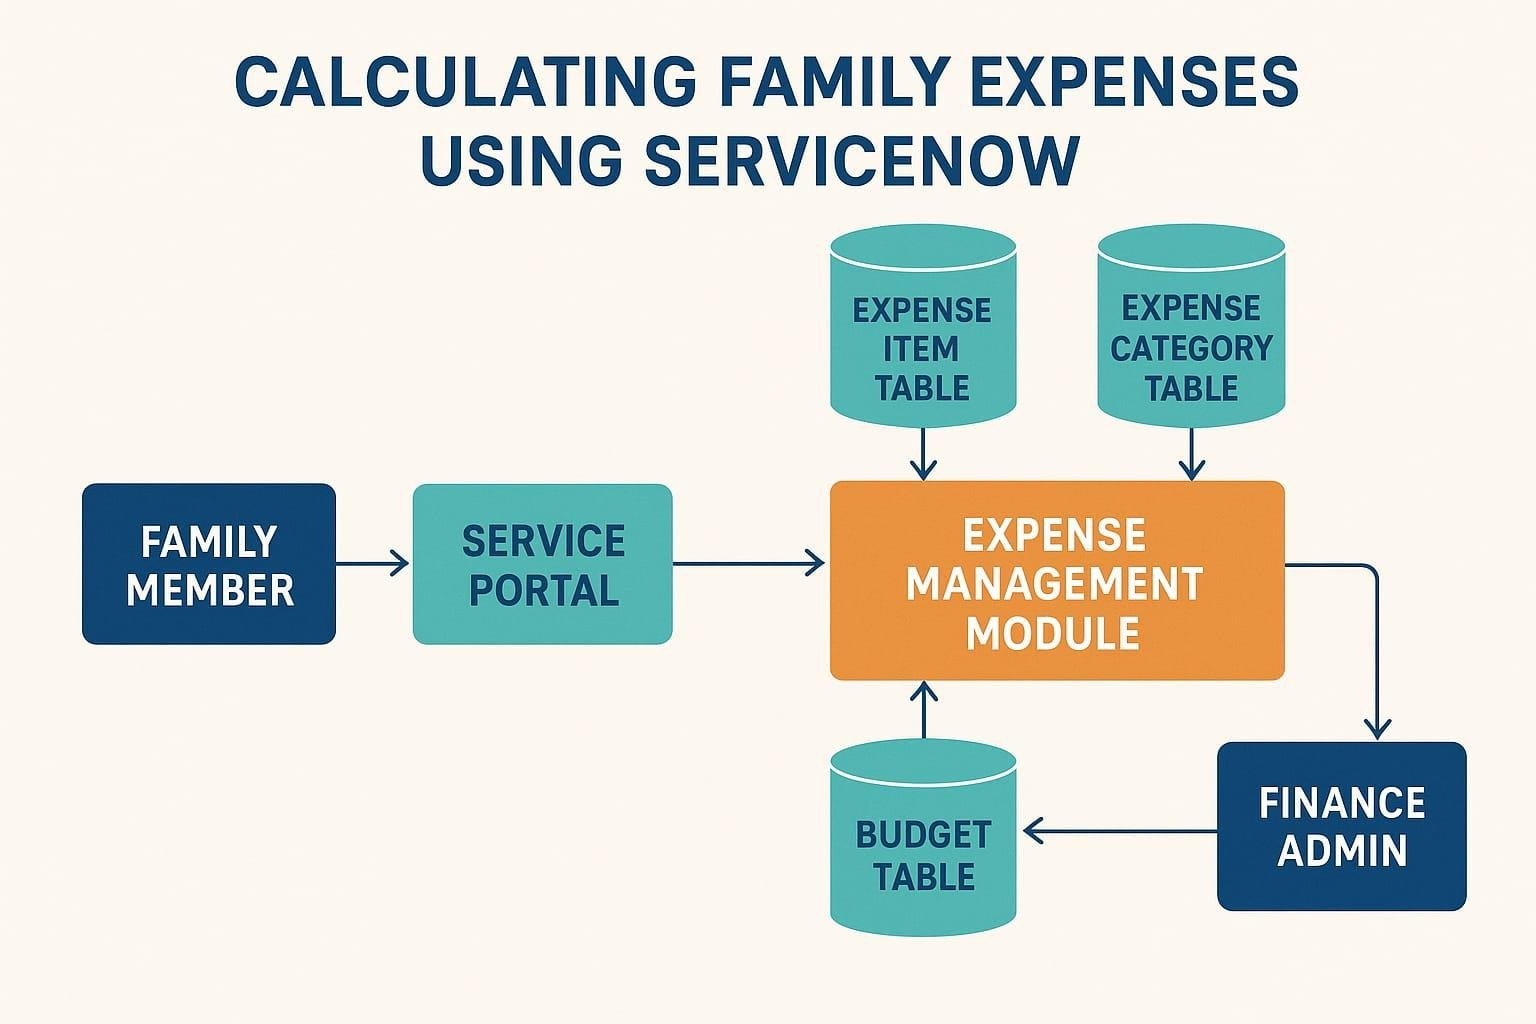 CALCULATING FAMILY EXPENSES
USING SERVICENOW
EXPENSE
ITEM
TABLE
EXPENSE
CATEGORY
TABLE
FAMILY
MEMBER
SERVICE
PORTAL
EXPENSE
MANAGEMENT
MODULE
BUDGET
TABLE
FINANCE
ADMIN